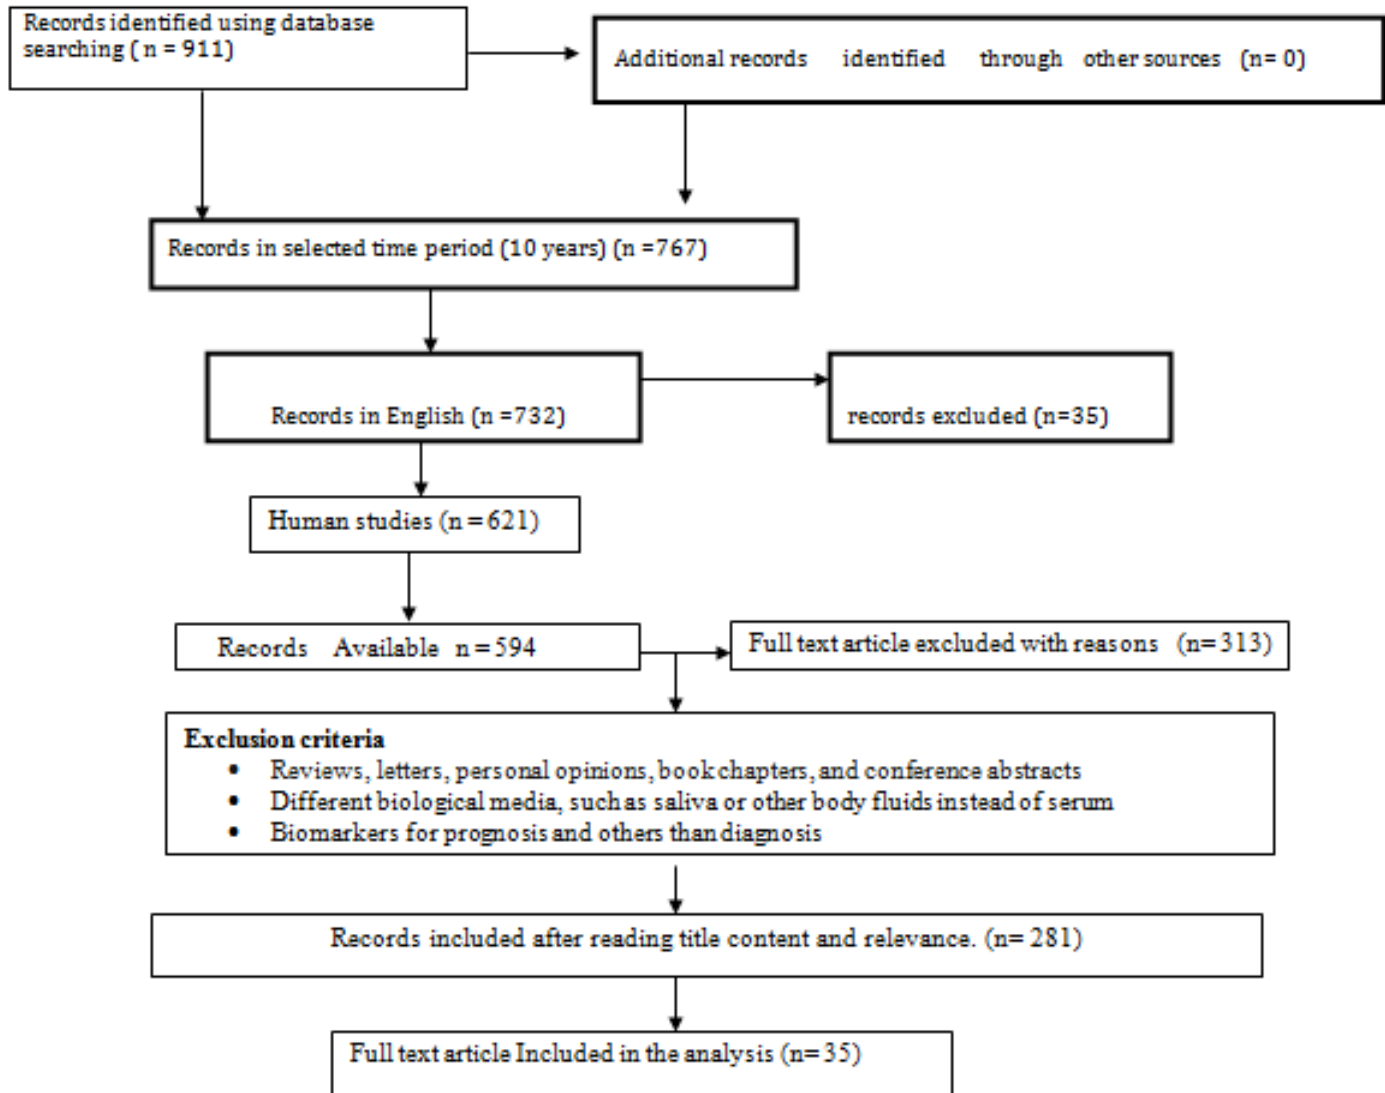 Records identified using database
searching ( n = 911)
Additional records identified through other sources (n= 0)
Records in selected time period (10 years) (n =767)
Records in English (n =732)
records excluded (n=35)
Human studies (n = 621)
Records Available n = 594
Full text article excluded with reasons (n= 313)
Exclusion criteria
• Reviews, letters, personal opinions, book chapters, and conference abstracts
• Different biological media, such as saliva or other body fluids instead of serum
• Biomarkers for prognosis and others than diagnosis
Records included after reading title content and relevance. (n= 281)
Full text article Included in the analysis (n= 35)